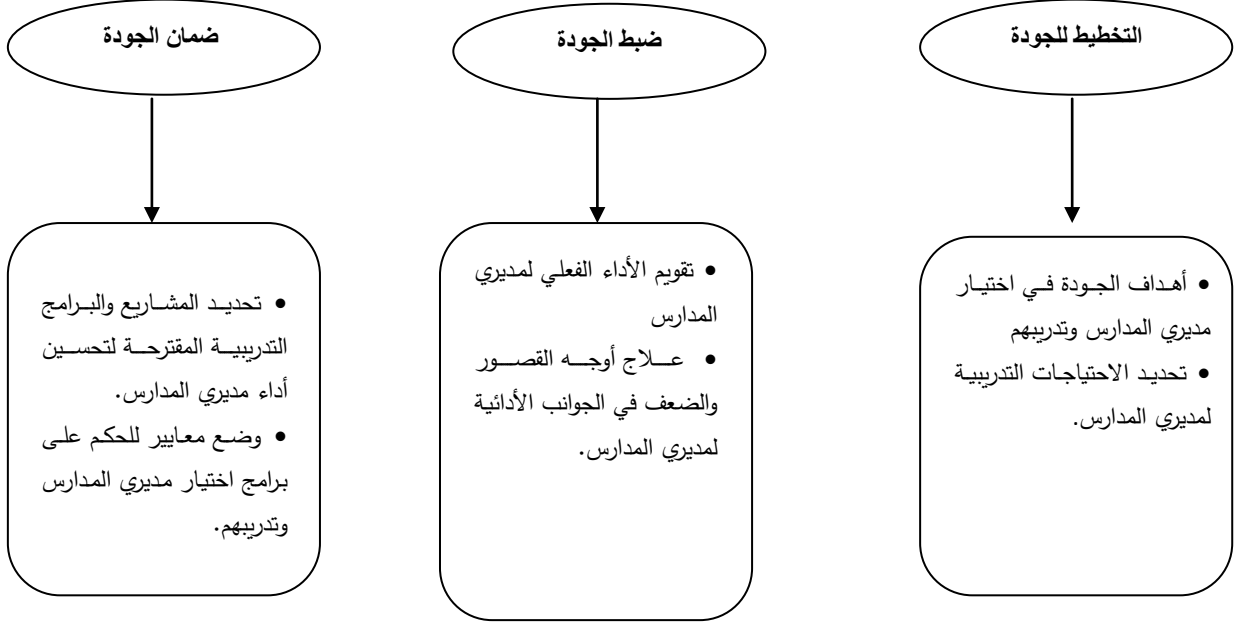 التخطيط للجودة
• أهداف الجودة في اختيار
مديري المدارس وتدريبهم
• تحديد الاحتياجات التدريبية
لمديري المدارس.
ضبط الجودة
• تقويم الأداء الفعلي لمديري
المدارس
• علاج أوجه القصور
والضعف في الجوانب الأدائية
لمديري المدارس.
ضمان الجودة
• تحديد المشاريع والبرامج
التدريبية المقترحة لتحسين
أداء مديري المدارس.
• وضع معايير للحكم على
برامج اختيار مديري المدارس
وتدريبهم.